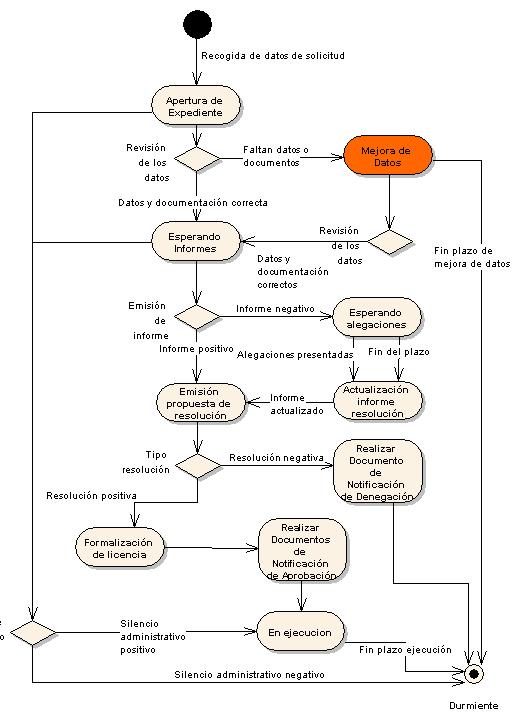 Recogida de datos de solicitud
Apertura de
Expediente
Revisión
de los
datos
Faltan datos o
documentos
Mejora de
Datos
Datos y documentación correcta
Esperando
Informes
Revisión
de los
datos
Datos y
documentación
correctos
Fin plazo de
mejora de datos
Emisión
de
informe
Informe negativo
Esperando
alegaciones
Informe positivo
Alegaciones presentadas
Fin del plazo
Emisión
propuesta de
resolución
Informe
actualizado
Actualización
informe
resolución
Tipo
resolución
Resolución negativa
Realizar
Documento
de
Notificación
de Denegación
Resolución positiva
Formalización
de licencia
Realizar
Documentos
de
Notificación
de Aprobación
Silencio
administrativo
positivo
En ejecucion
Fin plazo ejecución
Silencio administrativo negativo
Durmiente